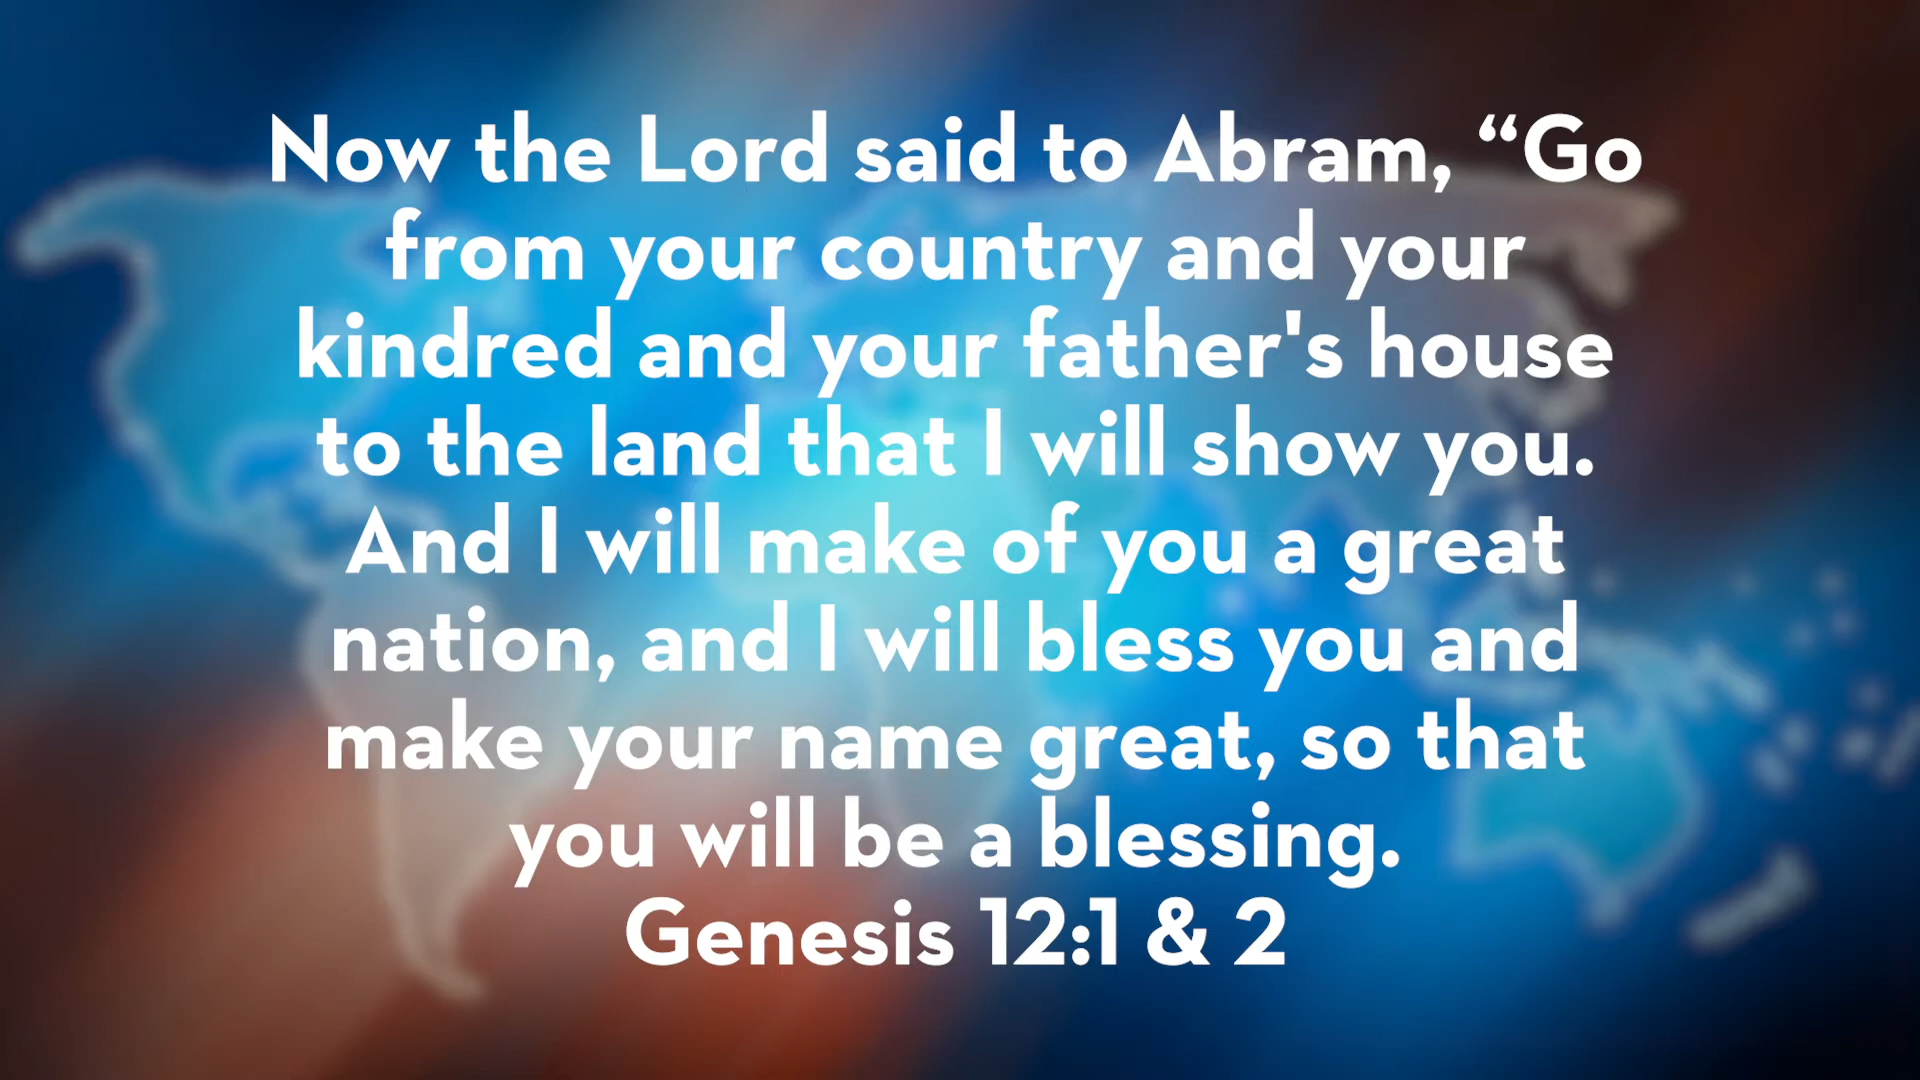 Now the Lord said to Abram, “Go
from your country and your
kindred and your father's house
to the land that I will show you.
And I will make of you a great
nation, and I will bless you and
make your name great, so that
you will be a blessing.
Genesis 12:1 & 2